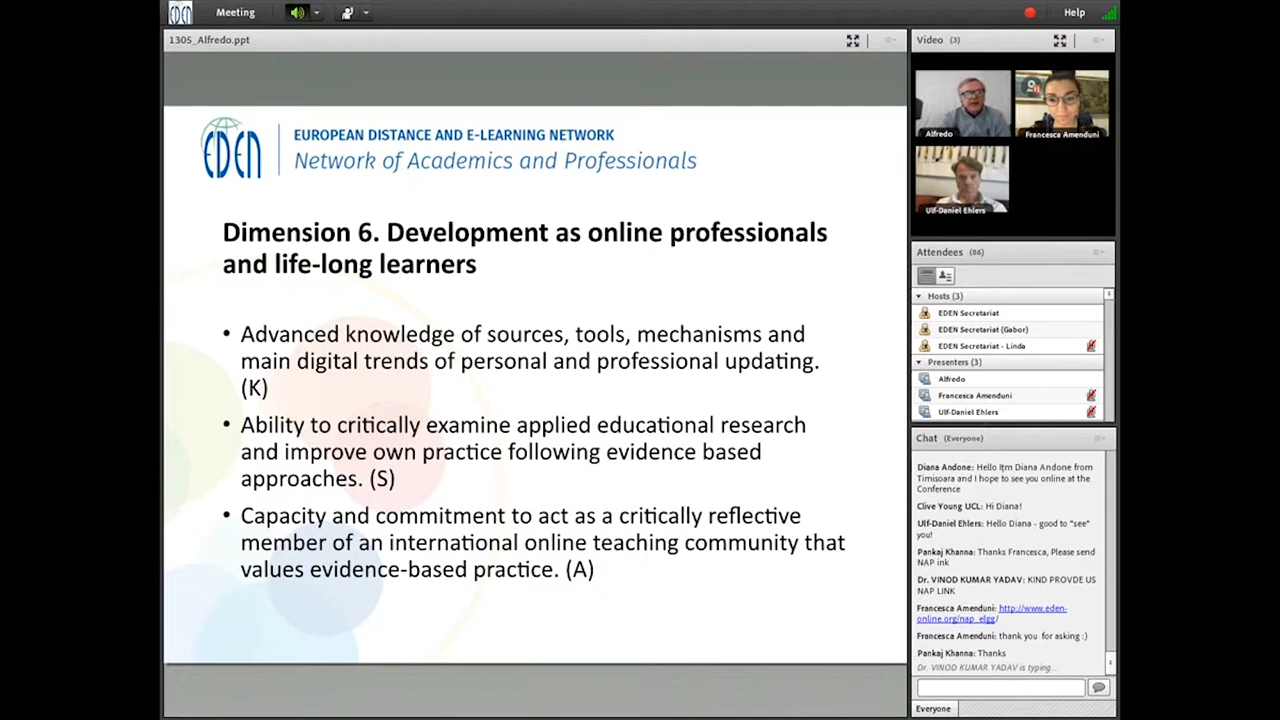 EDEN
Meeting
Help
1305_Alfredo.ppt
EDEN
EUROPEAN DISTANCE AND E-LEARNING NETWORK
Network of Academics and Professionals
Dimension 6. Development as online professionals
and life-long learners
• Advanced knowledge of sources, tools, mechanisms and
main digital trends of personal and professional updating.
(K)
• Ability to critically examine applied educational research
and improve own practice following evidence based
approaches. (S)
• Capacity and commitment to act as a critically reflective
member of an international online teaching community that
values evidence-based practice. (A)
Video (3)
Alfredo
Francesca Amenduni
Ulf-Daniel Ehlers
Attendees (86)
Hosts (3)
EDEN Secretariat
EDEN Secretariat (Gabor)
EDEN Secretariat - Linda
Presenters (3)
Alfredo
Francesca Amenduni
Ulf-Daniel Ehlers
Chat (Everyone)
Diana Andone: Hello I'm Diana Andone from
Timisoara and I hope to see you online at the
Conference
Clive Young UCL: Hi Diana!
Ulf-Daniel Ehlers: Hello Diana - good to "see"
you!
Pankaj Khanna: Thanks Francesca, Please send
NAP ink
Dr. VINOD KUMAR YADAV: KIND PROVDE US
NAP LINK
Francesca Amenduni: http://www.eden-
online.org/nap_elgg/
Francesca Amenduni: thank you for asking :)
Pankaj Khanna: Thanks
Dr. VINOD KUMAR YADAV is typing...
Everyone